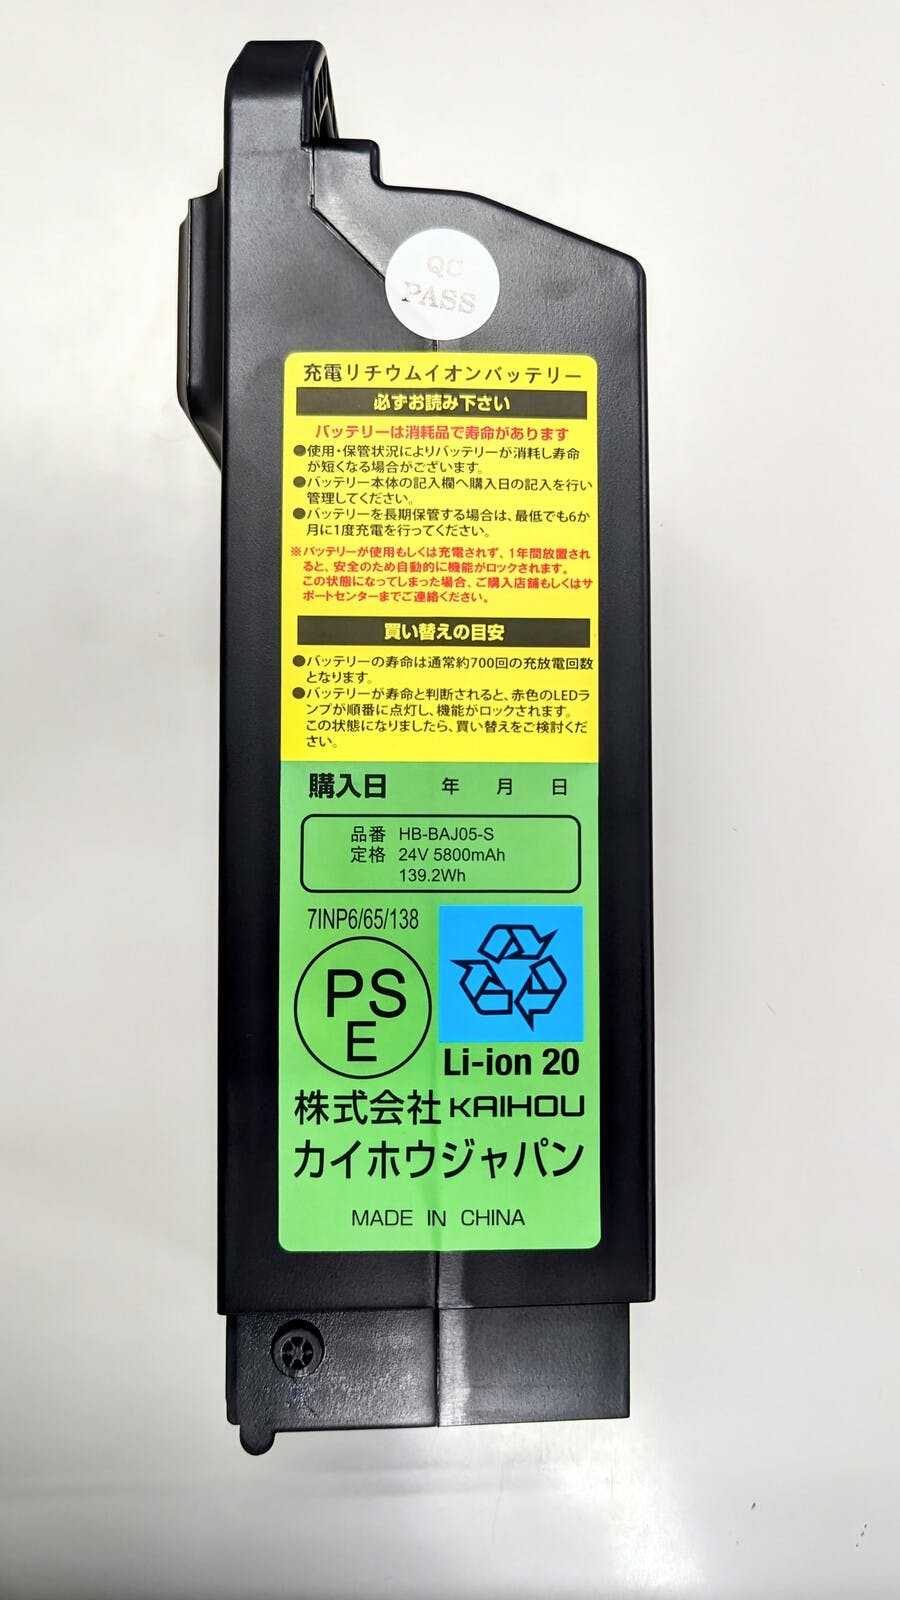 QC
PASS
充電リチウムイオンバッテリー
必ずお読み下さい
バッテリーは消耗品で寿命があります
●使用・保管状況によりバッテリーが消耗し寿命
が短くなる場合がございます。
●バッテリー本体の記入欄へ購入日の記入を行い
管理してください。
●バッテリーを長期保管する場合は、最低でも6か
月に1度充電を行ってください。
※バッテリーが使用もしくは充電されず、1年間放置され
ると、安全のため自動的に機能がロックされます。
この状態になってしまった場合、ご購入店舗もしくはサ
ポートセンターまでご連絡ください。
買い替えの目安
●バッテリーの寿命は通常約700回の充放電回数
となります。
●バッテリーが寿命と判断されると、赤色のLEDラ
ンプが順番に点灯し、機能がロックされます。
この状態になりましたら、買い替えをご検討くだ
さい。
購入日 年 月 日
品番 HB-BAJ05-S
定格 24V 5800mAh
139.2Wh
7INP6/65/138
PS
E
Li-ion 20
株式会社 KAIHOU
カイホウジャパン
MADE IN CHINA